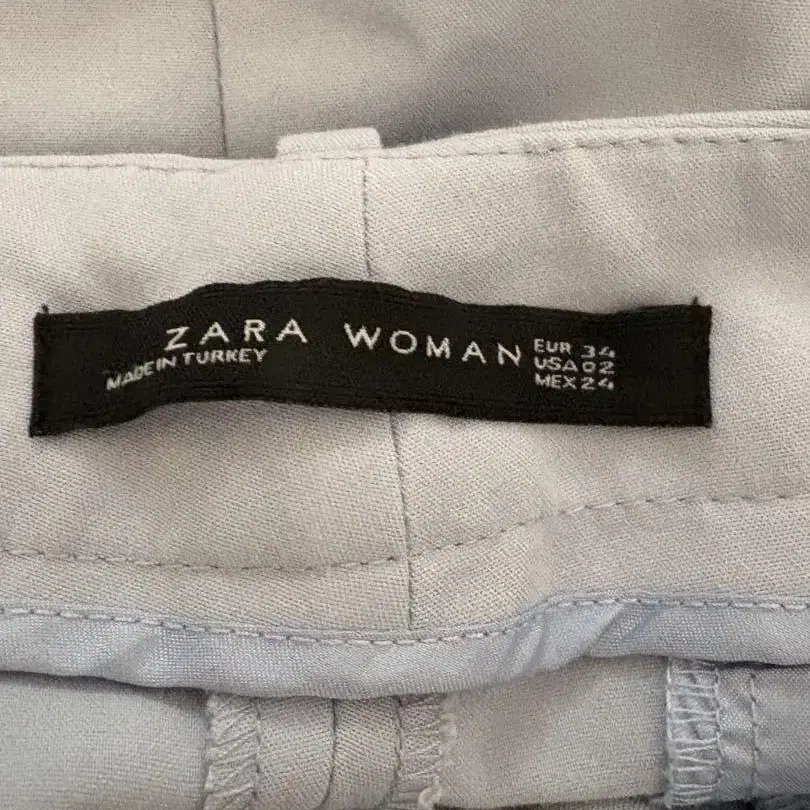 ZARA WOMAN
MADE IN TURKEY
EUR 34
USA 02
MEX 24